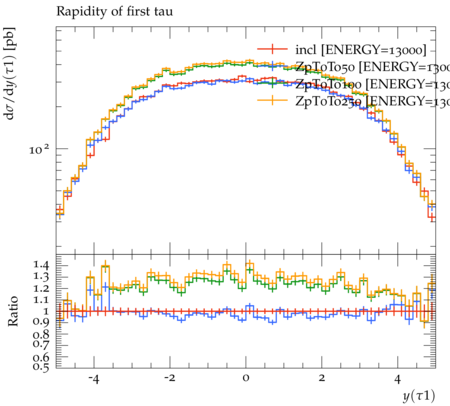 Rapidity of first tau
dσ/dy(τ1) [pb]
incl [ENERGY=13000]
ZpToTo50 [ENERGY=1300
ZpToTo100 [ENERGY=130
ZpToTo250 [ENERGY=130
10²
Ratio
1.4
1.3
1.2
1.1
1
0.9
0.8
0.7
0.6
0.5
-4 -2 0 2 4
y(τ1)